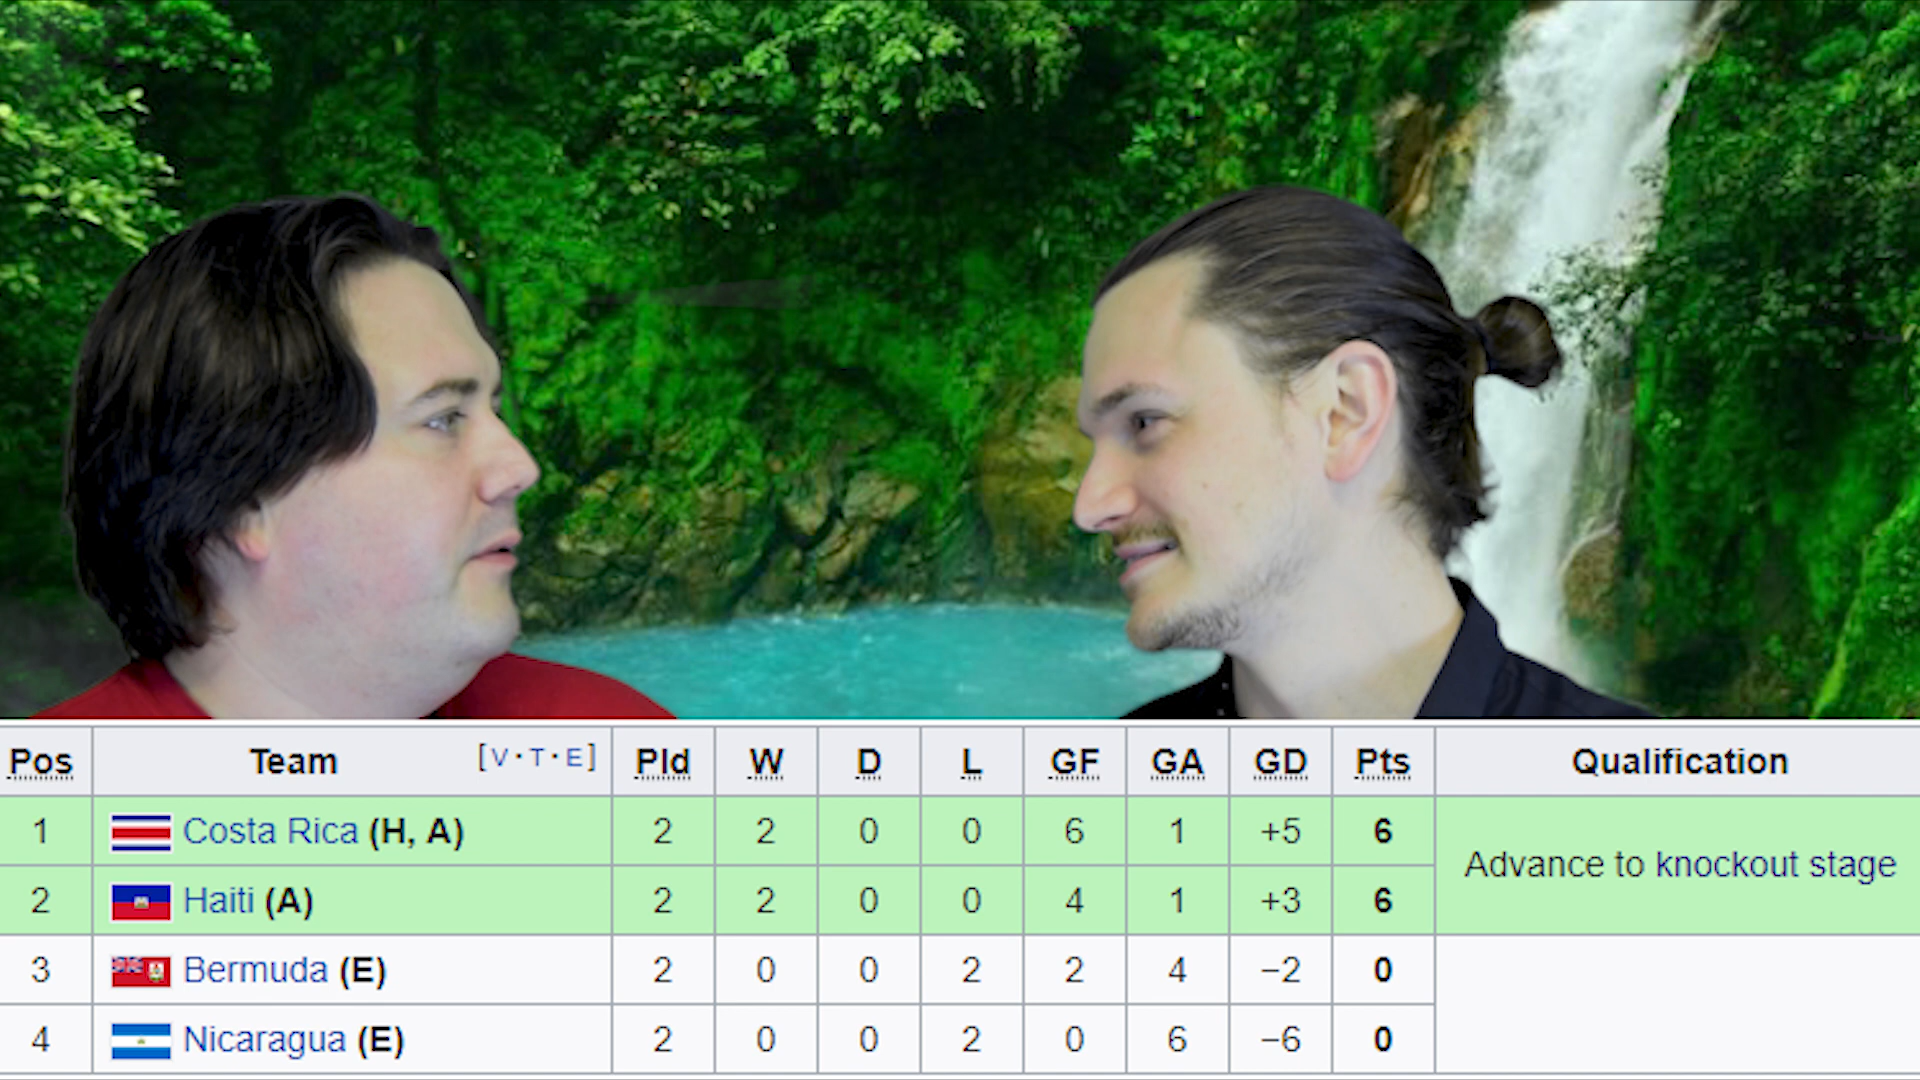 Pos Team [V·T·E] Pld W D L GF GA GD Pts Qualification
1 Costa Rica (H, A) 2 2 0 0 6 1 +5 6 Advance to knockout stage
2 Haiti (A) 2 2 0 0 4 1 +3 6
3 Bermuda (E) 2 0 0 2 2 4 −2 0
4 Nicaragua (E) 2 0 0 2 0 6 −6 0